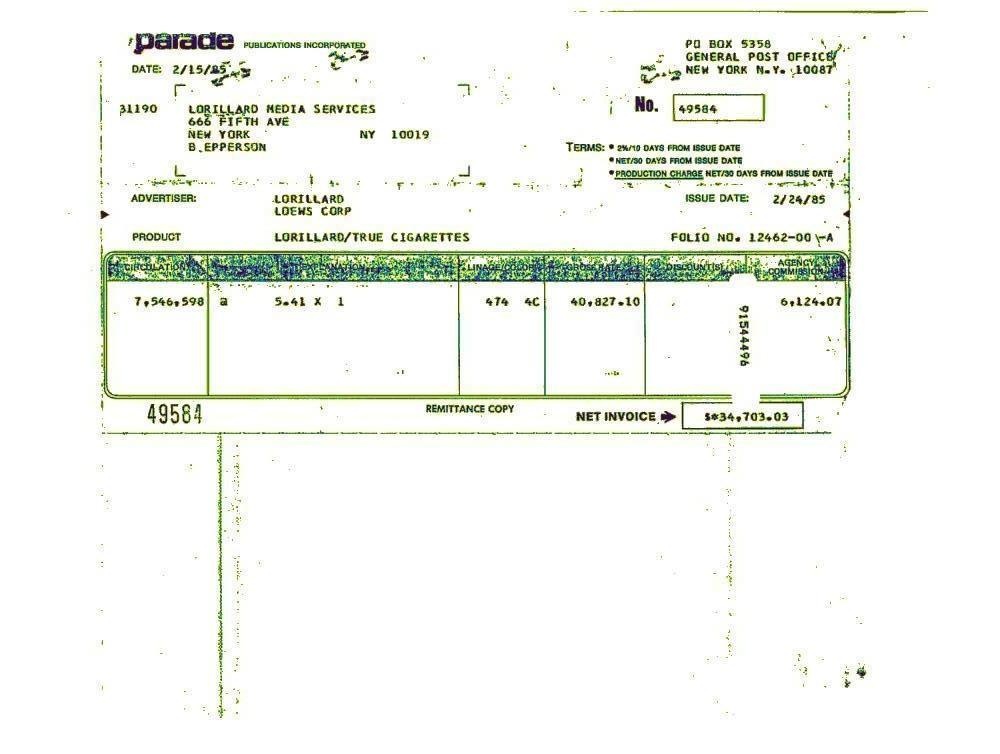 parade PUBLICATIONS INCORPORATED
PO BOX 5358
GENERAL POST OFFICE
NEW YORK N.Y. 10087
DATE: 2/15/85
31190 LORILLARD MEDIA SERVICES
666 FIFTH AVE
NEW YORK NY 10019
B.EPPERSON
No. 49584
TERMS: • 2%/10 DAYS FROM ISSUE DATE
• NET/30 DAYS FROM ISSUE DATE
• PRODUCTION CHARGE NET/30 DAYS FROM ISSUE DATE
ADVERTISER: LORILLARD
LOEWS CORP
ISSUE DATE: 2/24/85
PRODUCT LORILLARD/TRUE CIGARETTES FOLIO NO. 12462-00 -A
CIRCULATION LINAGE/COLOR GROSS RATE DISCOUNT(S) AGENCY
COMMISSION
7,546,598 @ 5.41 X 1 474 4C 40,827.10 6,124.07
91544496
49584 REMITTANCE COPY NET INVOICE $*34,703.03